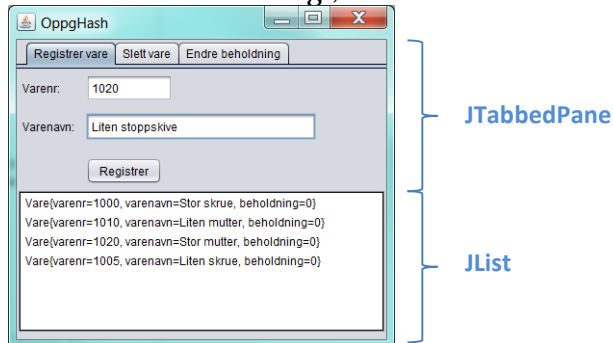 OppgHash
Registrer vare Slett vare Endre beholdning
Varenr: 1020
Varenavn: Liten stoppskive
Registrer
JTabbedPane
Vare{varenr=1000, varenavn=Stor skrue, beholdning=0}
Vare{varenr=1010, varenavn=Liten mutter, beholdning=0}
Vare{varenr=1020, varenavn=Stor mutter, beholdning=0}
Vare{varenr=1005, varenavn=Liten skrue, beholdning=0}
JList